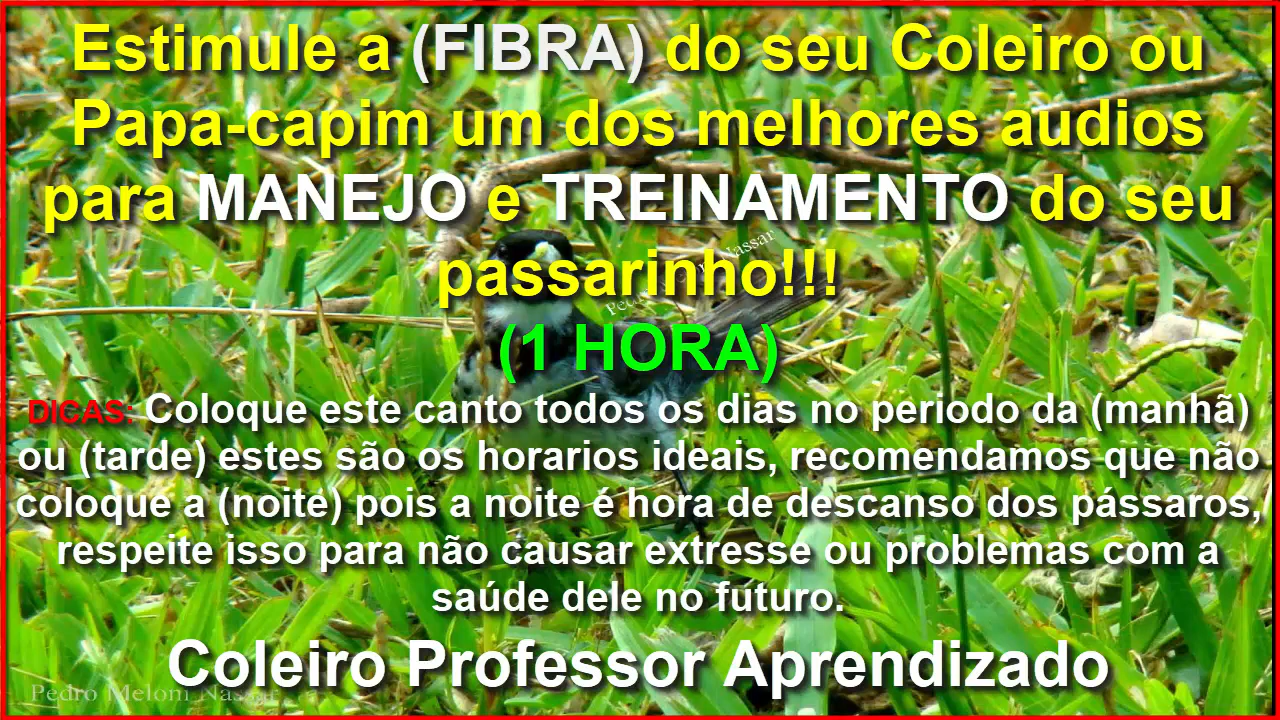 Estimule a (FIBRA) do seu Coleiro ou
Papa-capim um dos melhores audios
para MANEJO e TREINAMENTO do seu
passarinho!!!
Nassar
(1 HORA)
DICAS: Coloque este canto todos os dias no periodo da (manhã)
ou (tarde) estes são os horarios ideais, recomendamos que não
coloque a (noite) pois a noite é hora de descanso dos pássaros,
respeite isso para não causar extresse ou problemas com a
saúde dele no futuro.
Coleiro Professor Aprendizado
Pedro Meloni Nassar